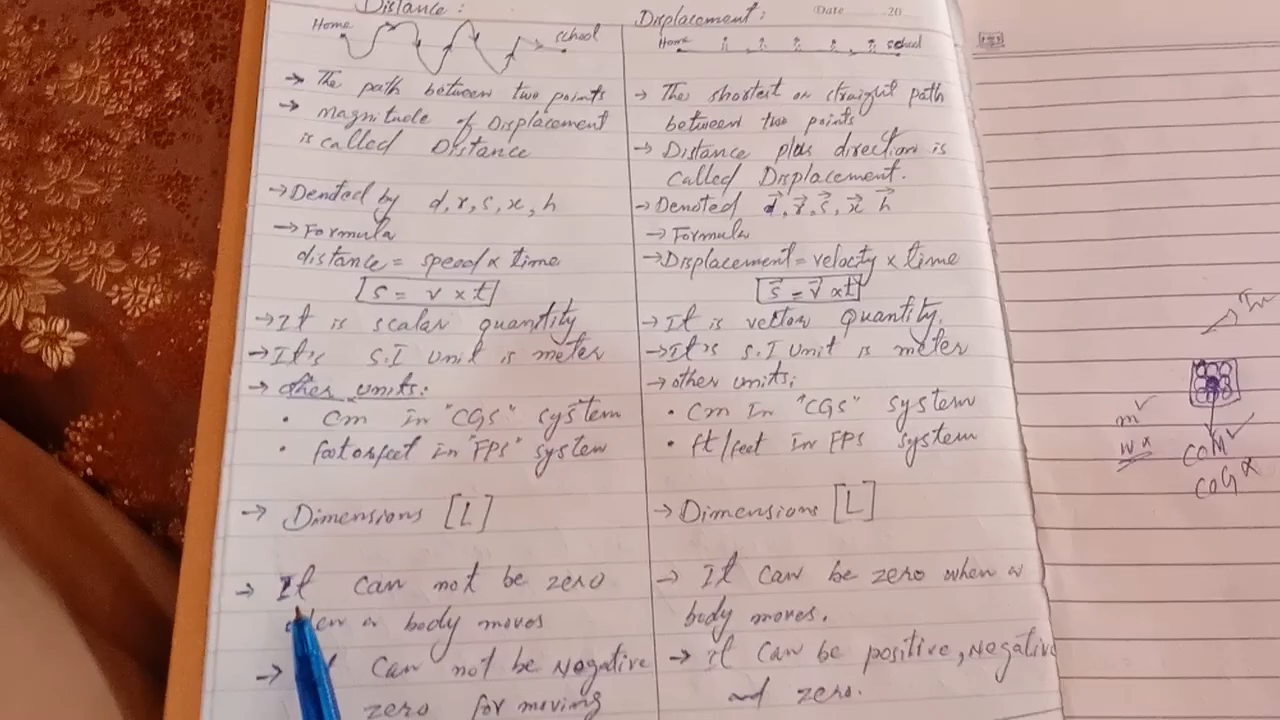 Distance:
Home
school
→ The path between two points
→ magnitude of Displacement
is called Distance
→ Denoted by d, r, s, x, h
→ Formula
distance = speed × time
s = v × t
→ It is scalar quantity
→ It's S.I Unit is meter
→ other units:
• Cm in "CGS" system
• foot or feet in "FPS" system
→ Dimensions [L]
→ It can not be zero
when a body moves
→ It can not be Negative
zero for moving
Displacement:
Date 20
Home
school
→ The shortest or straight path
between two points
→ Distance plus direction is
called Displacement.
→ Denoted d⃗, r⃗, s⃗, x⃗ h⃗
→ Formula
→ Displacement = velocity × time
s⃗ = v⃗ × t
→ It is vector Quantity.
→ It's S.I Unit is meter
→ other units;
• Cm In "CGS" system
• ft/feet In FPS system
→ Dimensions [L]
→ It can be zero when a
body moves.
→ It can be positive, Negative
and zero.
m ✓
w ×
COM ✓
COG ×